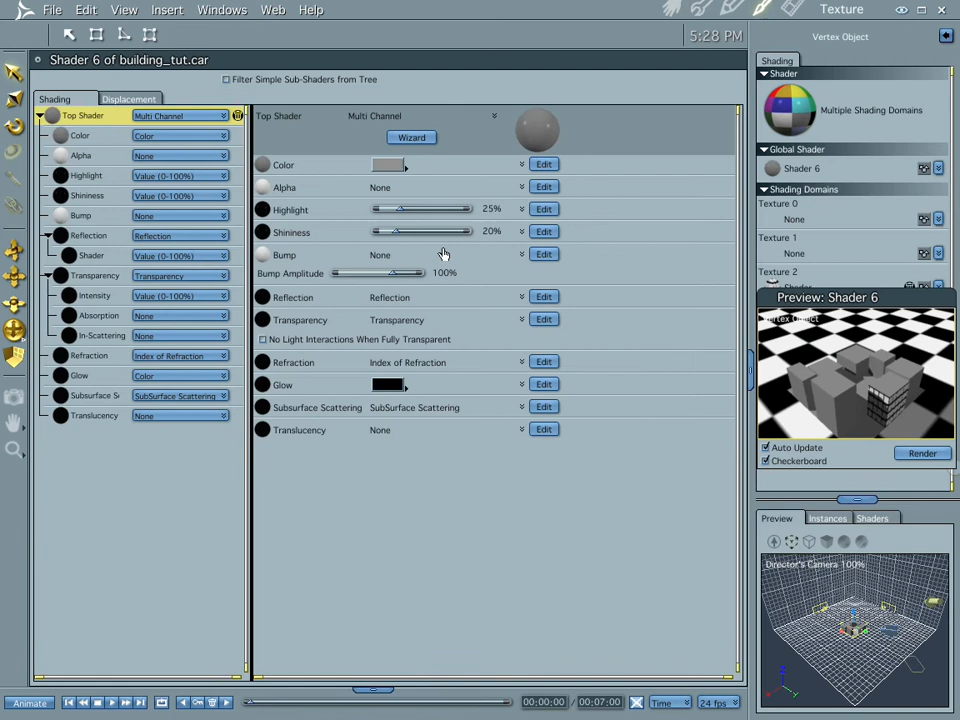 File Edit View Insert Windows Web Help
Texture
5:28 PM
Vertex Object
Shader 6 of building_tut.car
Filter Simple Sub-Shaders from Tree
Shading Displacement
Top Shader Multi Channel
Color Color
Alpha None
Highlight Value (0-100%)
Shininess Value (0-100%)
Bump None
Reflection Reflection
Shader None
Transparency Transparency
Intensity Value (0-100%)
Absorption None
In-Scattering None
Refraction Index of Refraction
Glow Color
Subsurface S SubSurface Scattering
Translucency None
Top Shader Multi Channel
Wizard
Color Edit
Alpha None Edit
Highlight 25% Edit
Shininess 20% Edit
Bump None Edit
Bump Amplitude 100%
Reflection Reflection Edit
Transparency Transparency Edit
No Light Interactions When Fully Transparent
Refraction Index of Refraction Edit
Glow Edit
Subsurface Scattering SubSurface Scattering Edit
Translucency None Edit
Shading
Shader
Multiple Shading Domains
Global Shader
Shader 6
Shading Domains
Texture 0
None
Texture 1
None
Texture 2
Preview: Shader 6
Vertex Object
Auto Update
Checkerboard
Render
Preview Instances Shaders
Director's Camera 100%
Z
X
Animate
00:00:00 / 00:07:00 Time 24 fps